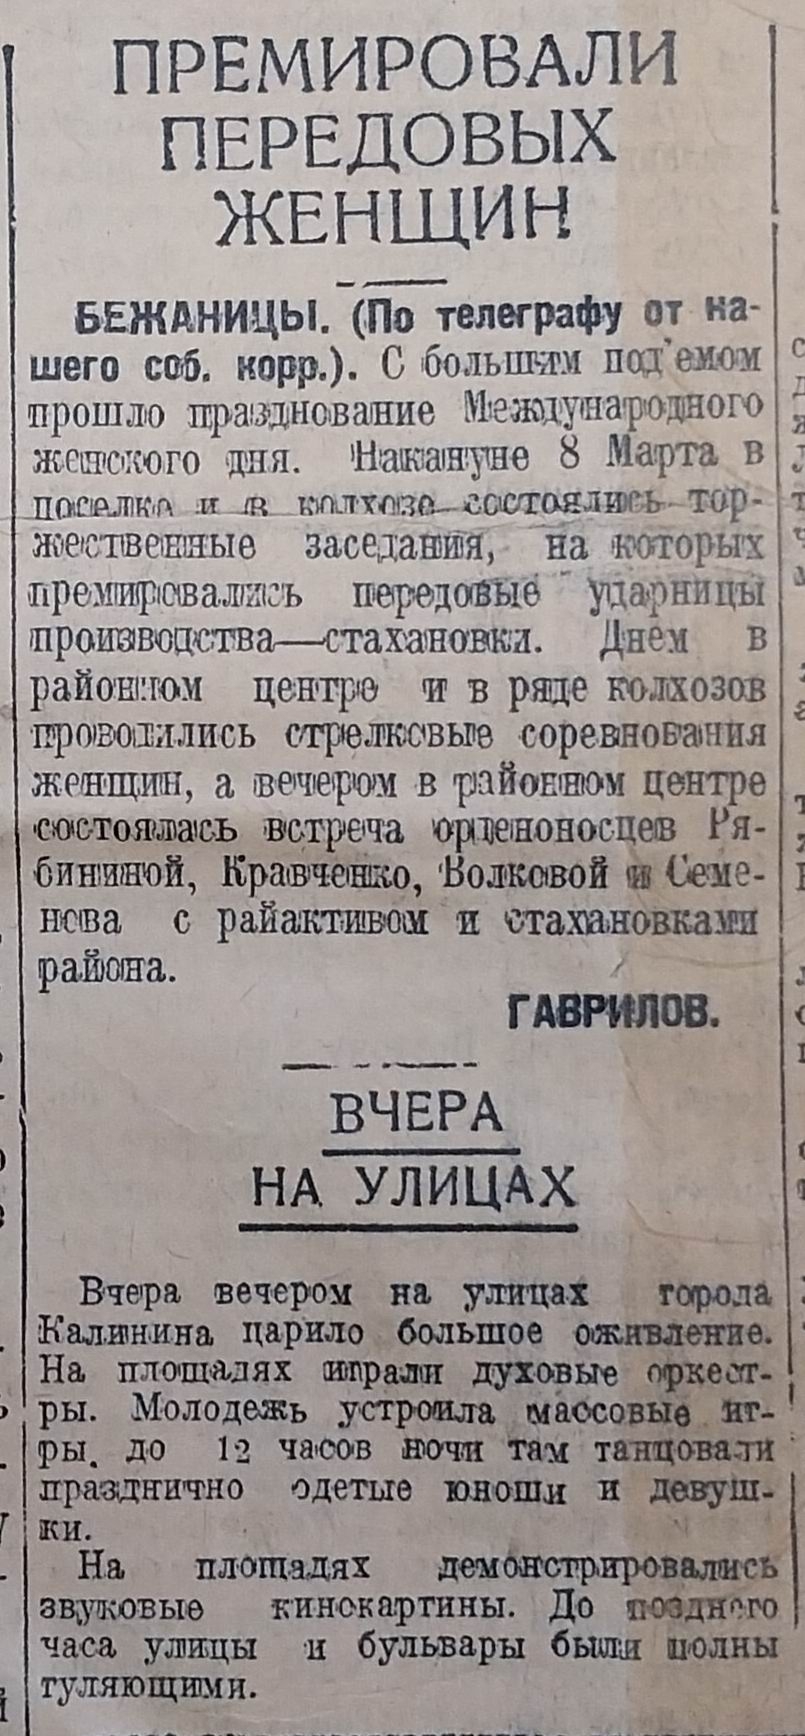 ПРЕМИРОВАЛИ
ПЕРЕДОВЫХ
ЖЕНЩИН
БЕЖАНИЦЫ. (По телеграфу от на-
шего соб. корр.). С большим под'емом
прошло празднование Международного
женского дня. Накануне 8 Марта в
поселке и в колхозе состоялись тор-
жественные заседания, на которых
премировались передовые ударницы
производства—стахановки. Днем в
районном центре и в ряде колхозов
проводились стрелковые соревнования
женщин, а вечером в районном центре
состоялась встреча орденоносцев Ря-
бининой, Кравченко, Волковой и Семе-
нова с райактивом и стахановками
района.
ГАВРИЛОВ.
ВЧЕРА
НА УЛИЦАХ
Вчера вечером на улицах города
Калинина царило большое оживление.
На площадях играли духовые оркест-
ры. Молодежь устроила массовые иг-
ры, до 12 часов ночи там танцовали
празднично одетые юноши и девуш-
ки.
На площадях демонстрировались
звуковые кинокартины. До позднего
часа улицы и бульвары были полны
гуляющими.